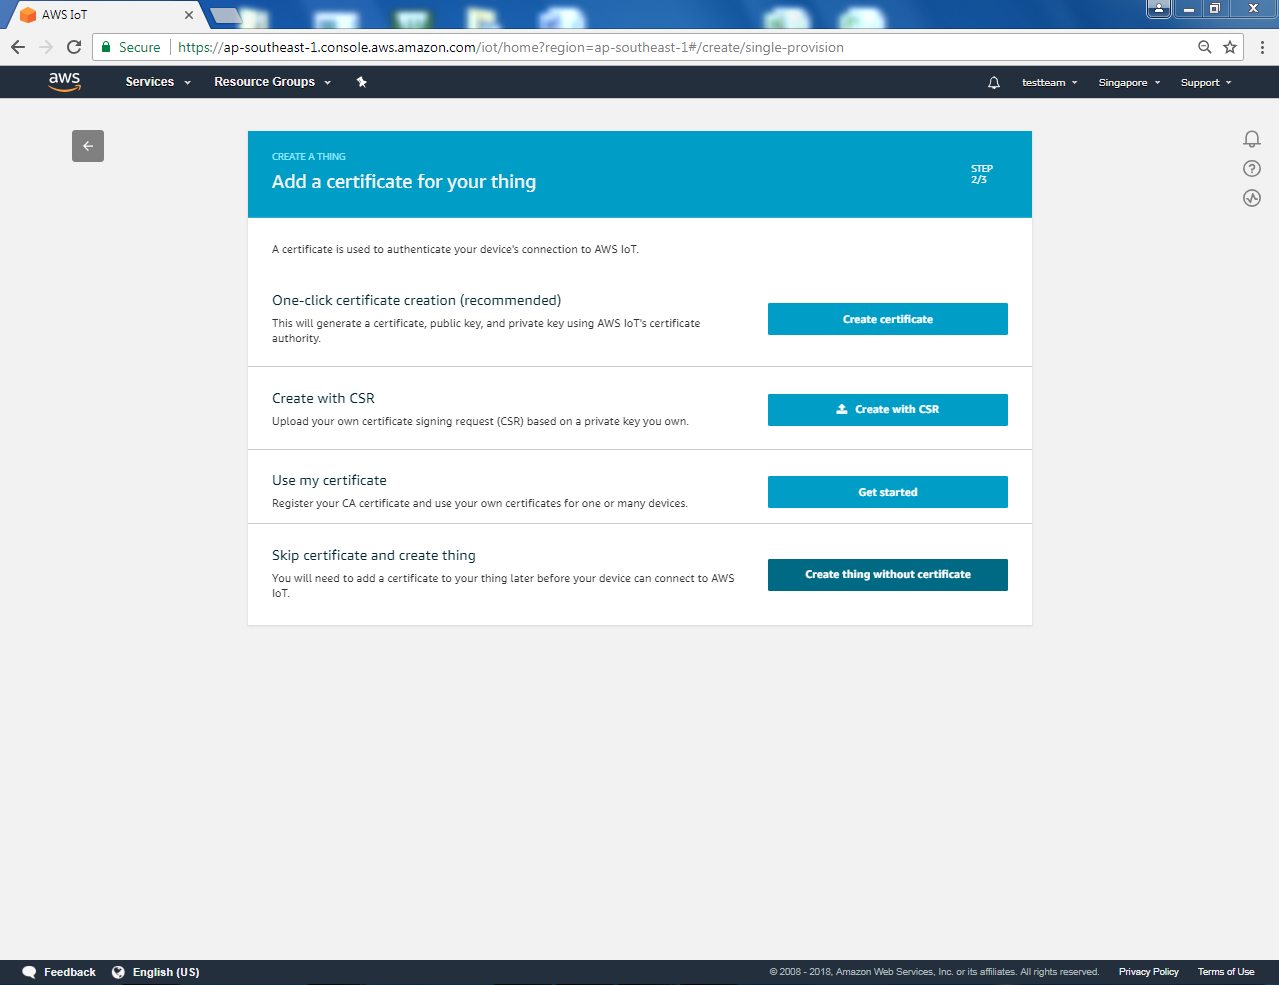 AWS IoT
Secure https://ap-southeast-1.console.aws.amazon.com/iot/home?region=ap-southeast-1#/create/single-provision
aws Services Resource Groups testteam Singapore Support
CREATE A THING
Add a certificate for your thing
STEP
2/3
A certificate is used to authenticate your device's connection to AWS IoT.
One-click certificate creation (recommended)
This will generate a certificate, public key, and private key using AWS IoT's certificate
authority.
Create certificate
Create with CSR
Upload your own certificate signing request (CSR) based on a private key you own.
Create with CSR
Use my certificate
Register your CA certificate and use your own certificates for one or many devices.
Get started
Skip certificate and create thing
You will need to add a certificate to your thing later before your device can connect to AWS
IoT.
Create thing without certificate
Feedback English (US) © 2008 - 2018, Amazon Web Services, Inc. or its affiliates. All rights reserved. Privacy Policy Terms of Use